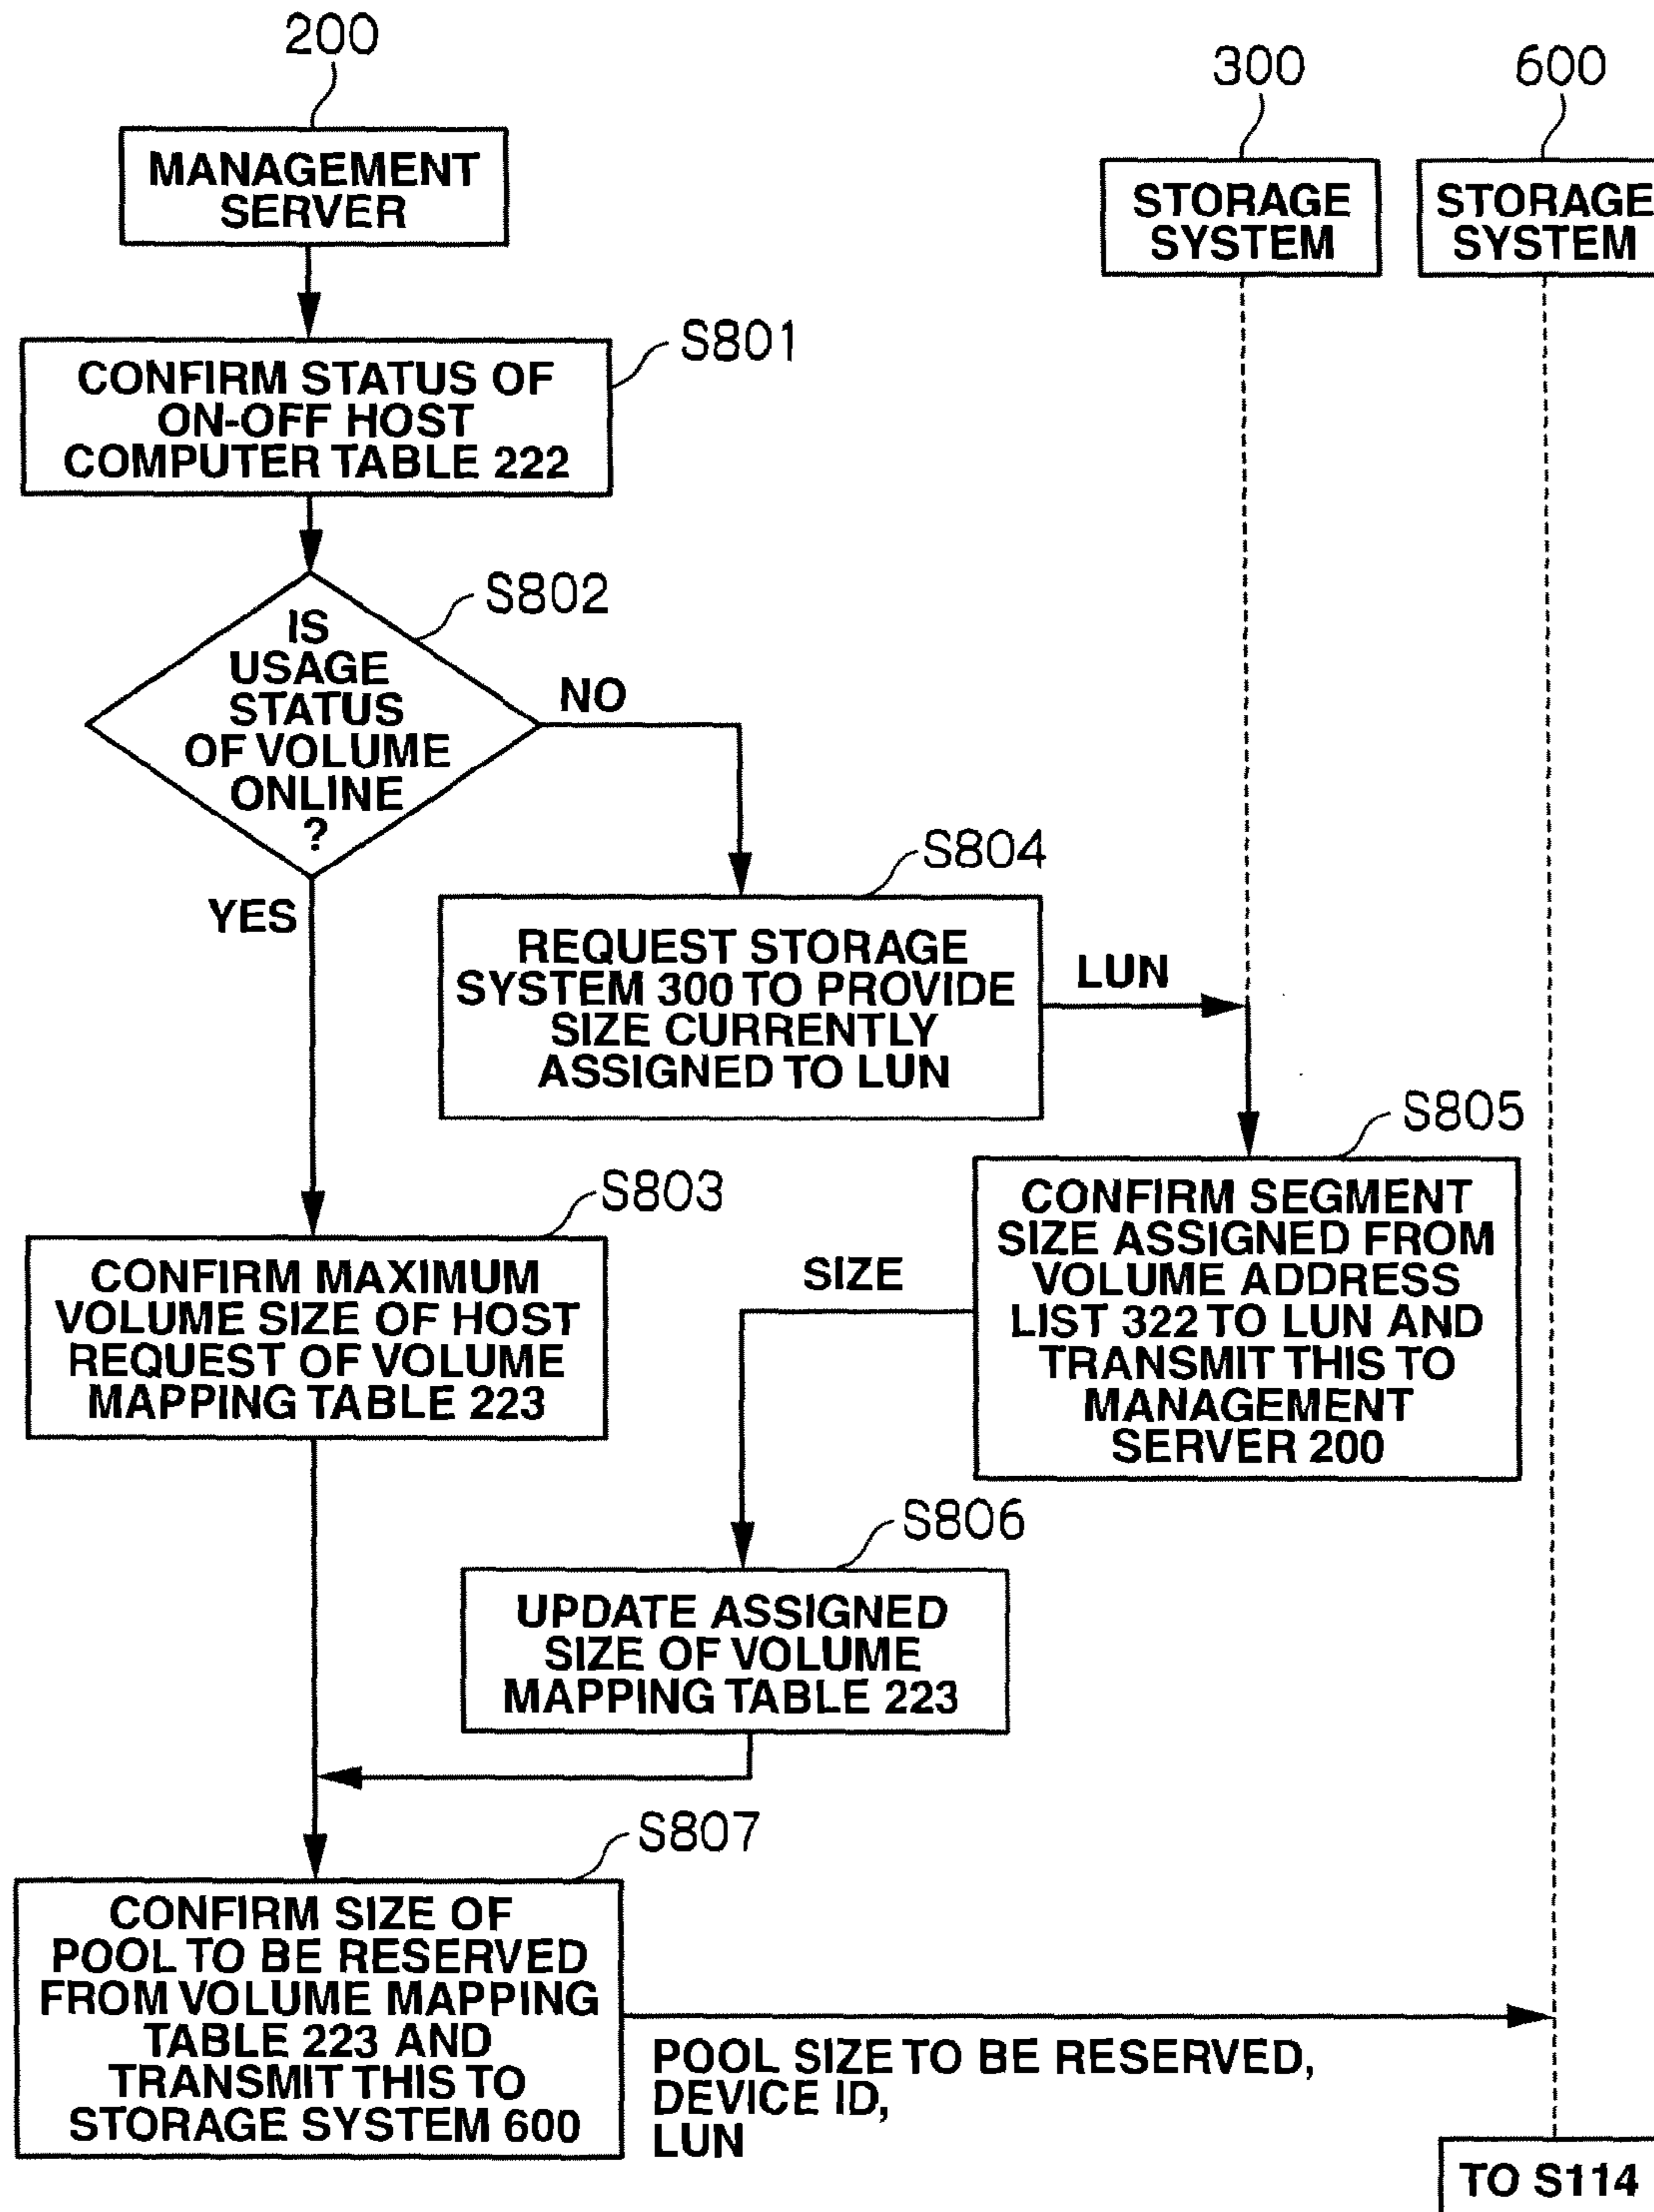 200
300
600
MANAGEMENT
SERVER
STORAGE
SYSTEM
STORAGE
SYSTEM
S801
CONFIRM STATUS OF
ON-OFF HOST
COMPUTER TABLE 222
S802
IS
USAGE
STATUS
OF VOLUME
ONLINE
?
NO
YES
S804
REQUEST STORAGE
SYSTEM 300 TO PROVIDE
SIZE CURRENTLY
ASSIGNED TO LUN
LUN
S805
CONFIRM SEGMENT
SIZE ASSIGNED FROM
VOLUME ADDRESS
LIST 322 TO LUN AND
TRANSMIT THIS TO
MANAGEMENT
SERVER 200
SIZE
S803
CONFIRM MAXIMUM
VOLUME SIZE OF HOST
REQUEST OF VOLUME
MAPPING TABLE 223
S806
UPDATE ASSIGNED
SIZE OF VOLUME
MAPPING TABLE 223
S807
CONFIRM SIZE OF
POOL TO BE RESERVED
FROM VOLUME MAPPING
TABLE 223 AND
TRANSMIT THIS TO
STORAGE SYSTEM 600
POOL SIZE TO BE RESERVED,
DEVICE ID,
LUN
TO S114